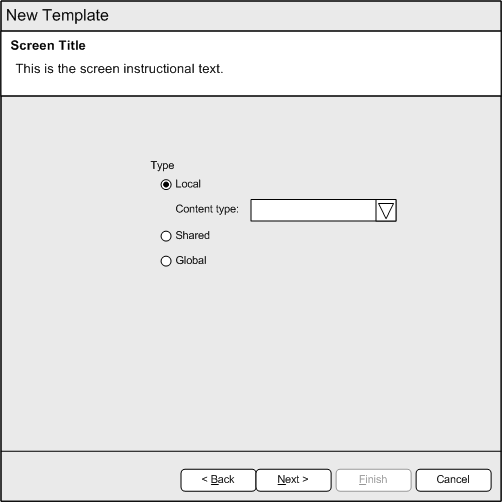 New Template
Screen Title
This is the screen instructional text.
Type
Local
Content type:
Shared
Global
< Back Next > Finish Cancel